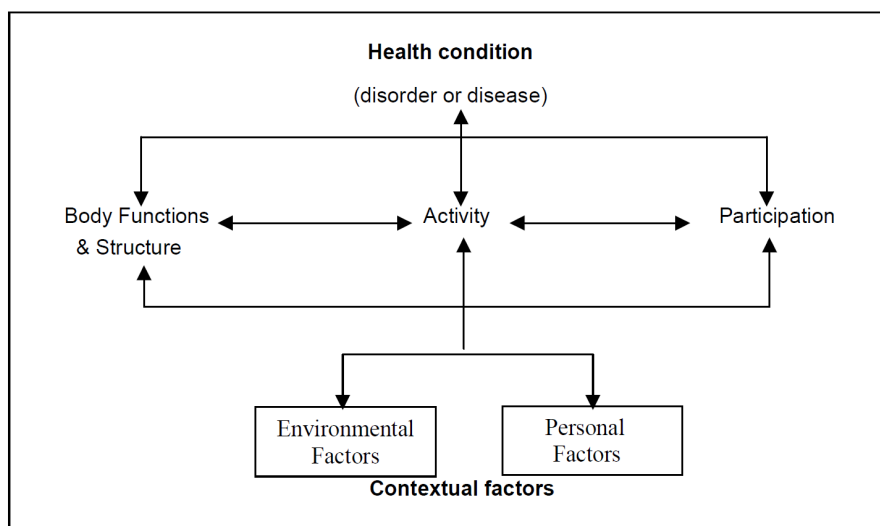 Health condition
(disorder or disease)
Body Functions
& Structure
Activity
Participation
Environmental
Factors
Personal
Factors
Contextual factors